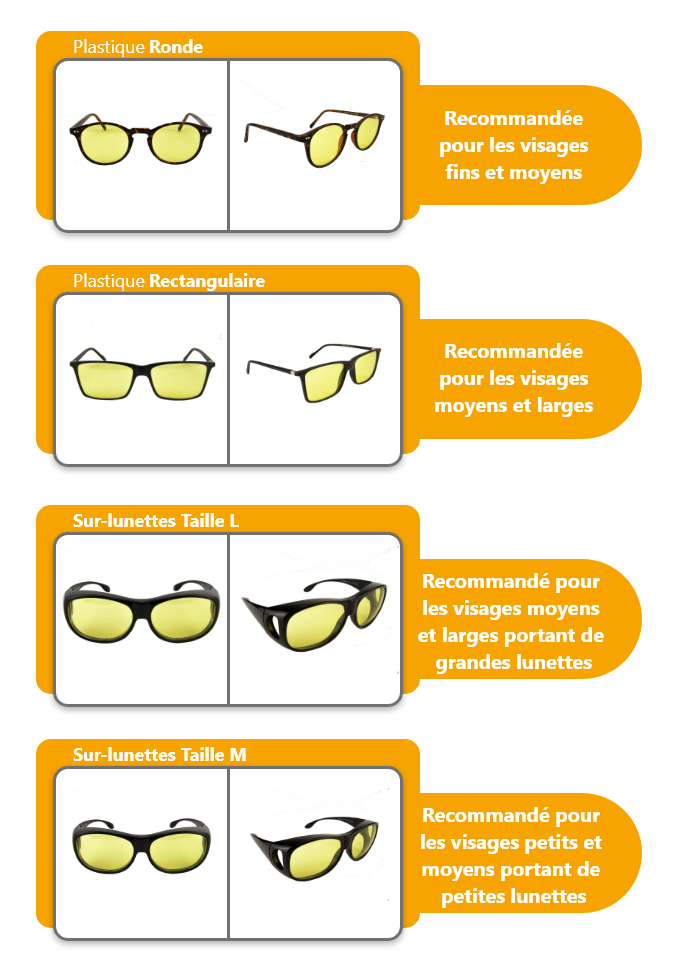 Plastique Ronde
Recommandée
pour les visages
fins et moyens
Plastique Rectangulaire
Recommandée
pour les visages
moyens et larges
Sur-lunettes Taille L
Recommandé pour
les visages moyens
et larges portant de
grandes lunettes
Sur-lunettes Taille M
Recommandé pour
les visages petits et
moyens portant de
petites lunettes